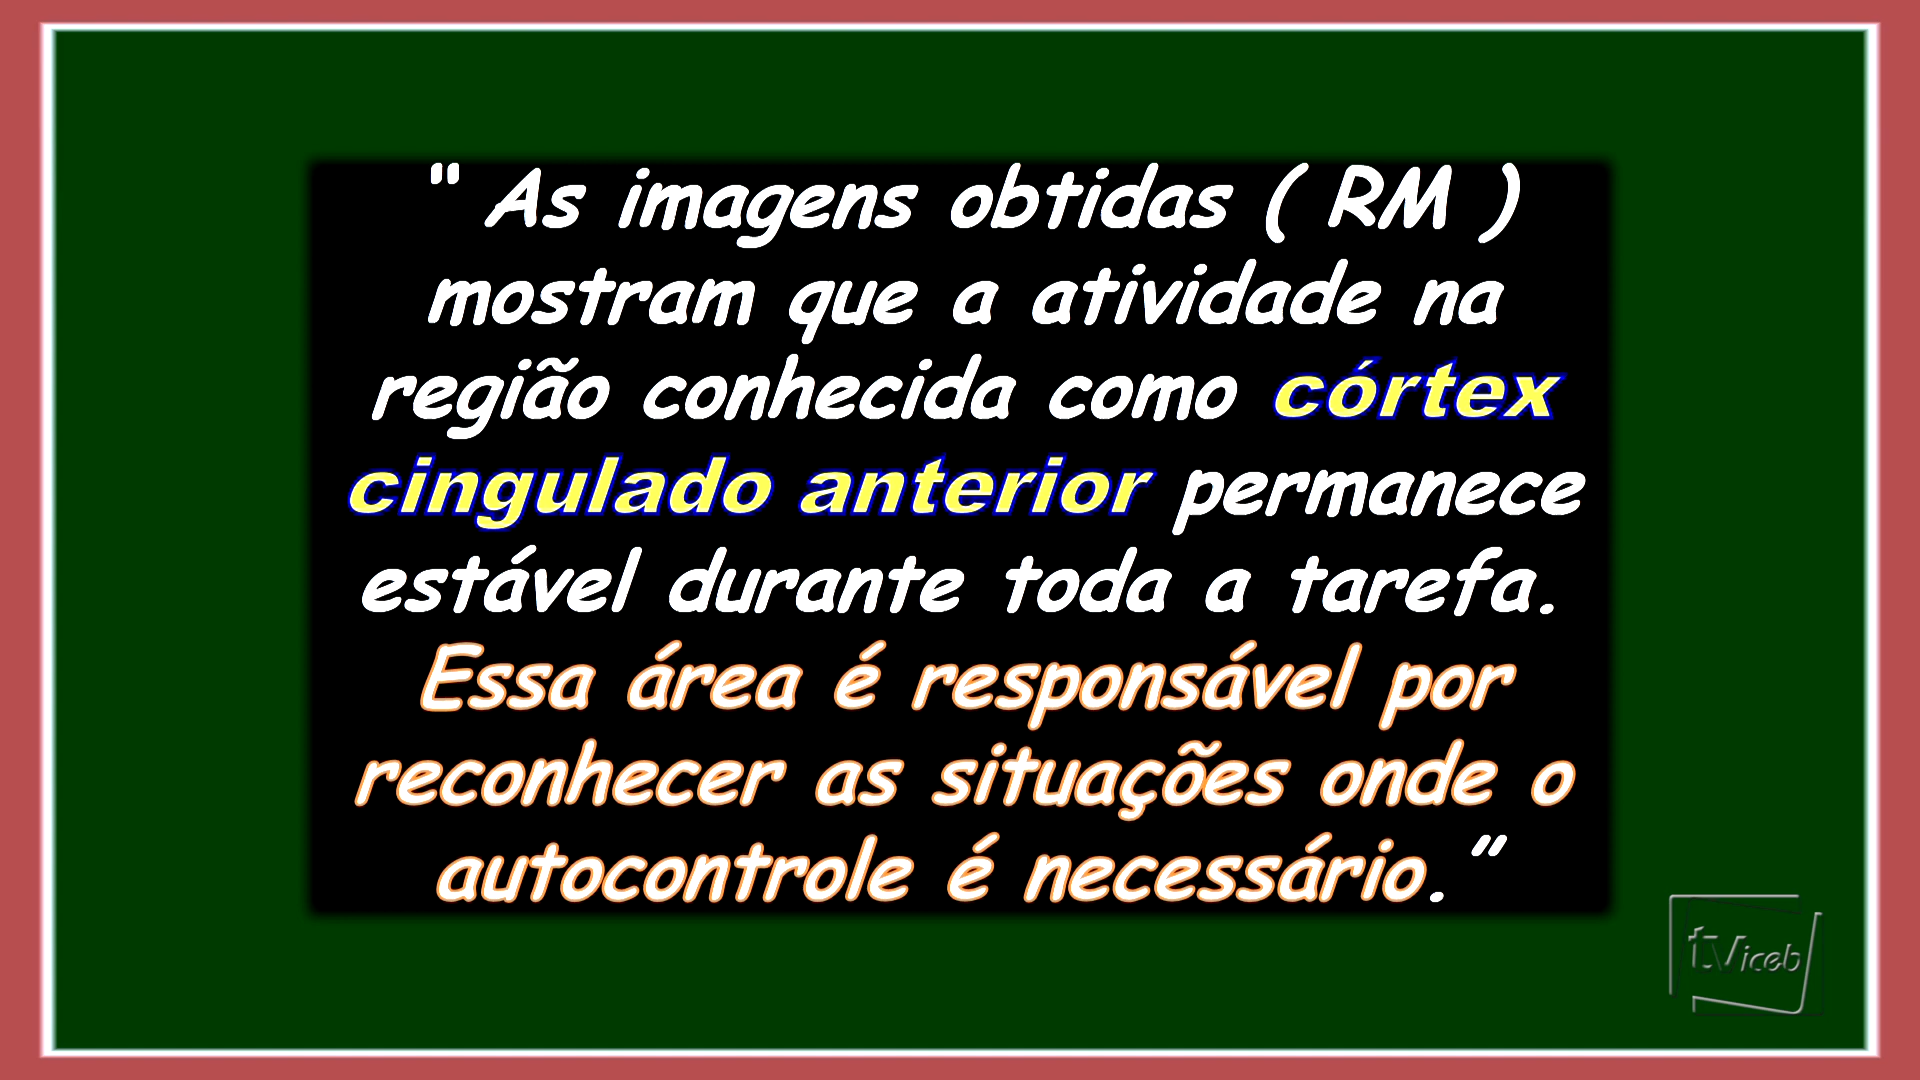 “ As imagens obtidas ( RM )
mostram que a atividade na
região conhecida como córtex
cingulado anterior permanece
estável durante toda a tarefa.
Essa área é responsável por
reconhecer as situações onde o
autocontrole é necessário.”
tViceb